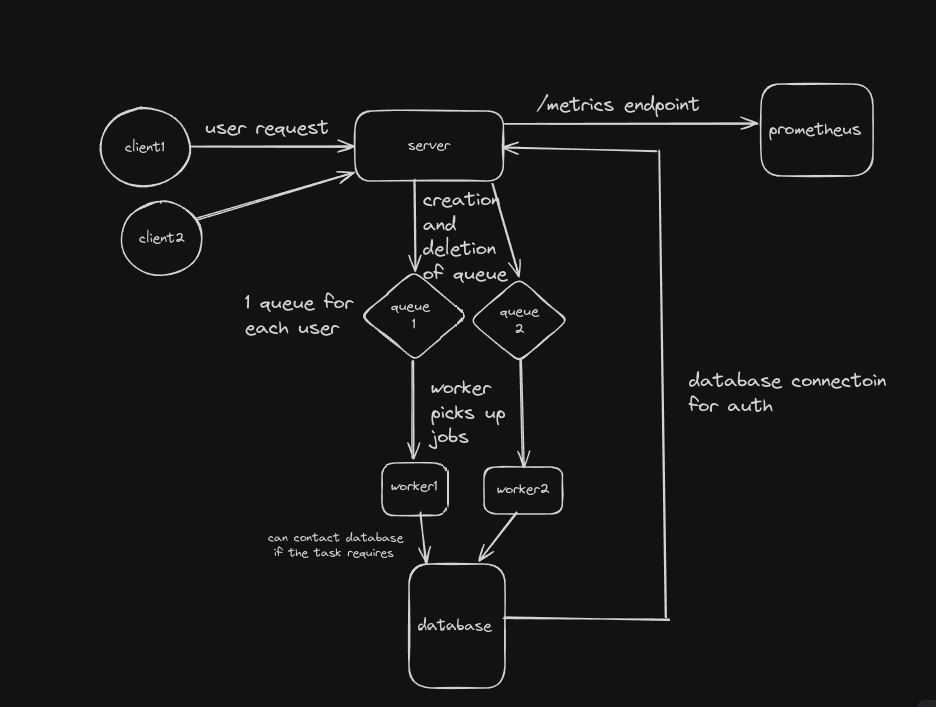 /metrics endpoint
prometheus
user request
client1
server
client2
creation
and
deletion
of queue
1 queue for
each user
queue
1
queue
2
worker
picks up
jobs
database connectoin
for auth
worker1
worker2
can contact database
if the task requires
database